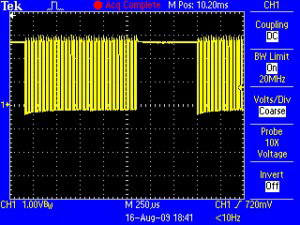 Tek Acq Complete M Pos: 10.20ms CH1
Coupling
DC
BW Limit
On
20MHz
1
Volts/Div
Coarse
Probe
10X
Voltage
Invert
Off
CH1 1.00VBw M 250µs CH1 720mV
16-Aug-09 18:41 <10Hz